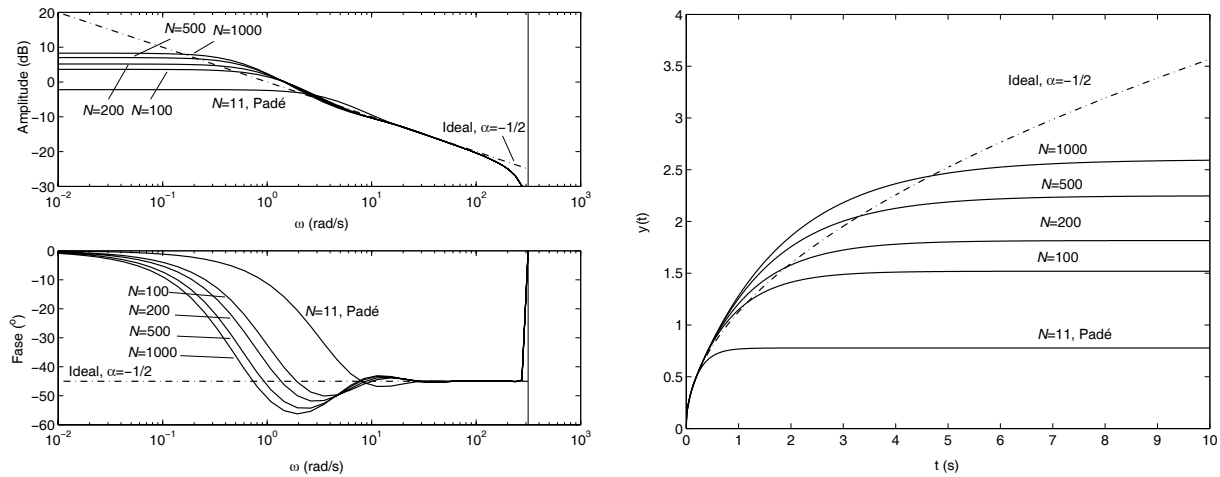 Amplitude (dB)
20
10
0
−10
−20
−30
N=500
N=1000
N=200
N=100
N=11, Padé
Ideal, α=−1/2
10^−2
10^−1
10^0
10^1
10^2
10^3
ω (rad/s)
Fase (°)
0
−10
−20
−30
−40
−50
−60
N=100
N=200
N=500
N=1000
N=11, Padé
Ideal, α=−1/2
10^−2
10^−1
10^0
10^1
10^2
10^3
ω (rad/s)
y(t)
4
3.5
3
2.5
2
1.5
1
0.5
0
Ideal, α=−1/2
N=1000
N=500
N=200
N=100
N=11, Padé
0
1
2
3
4
5
6
7
8
9
10
t (s)